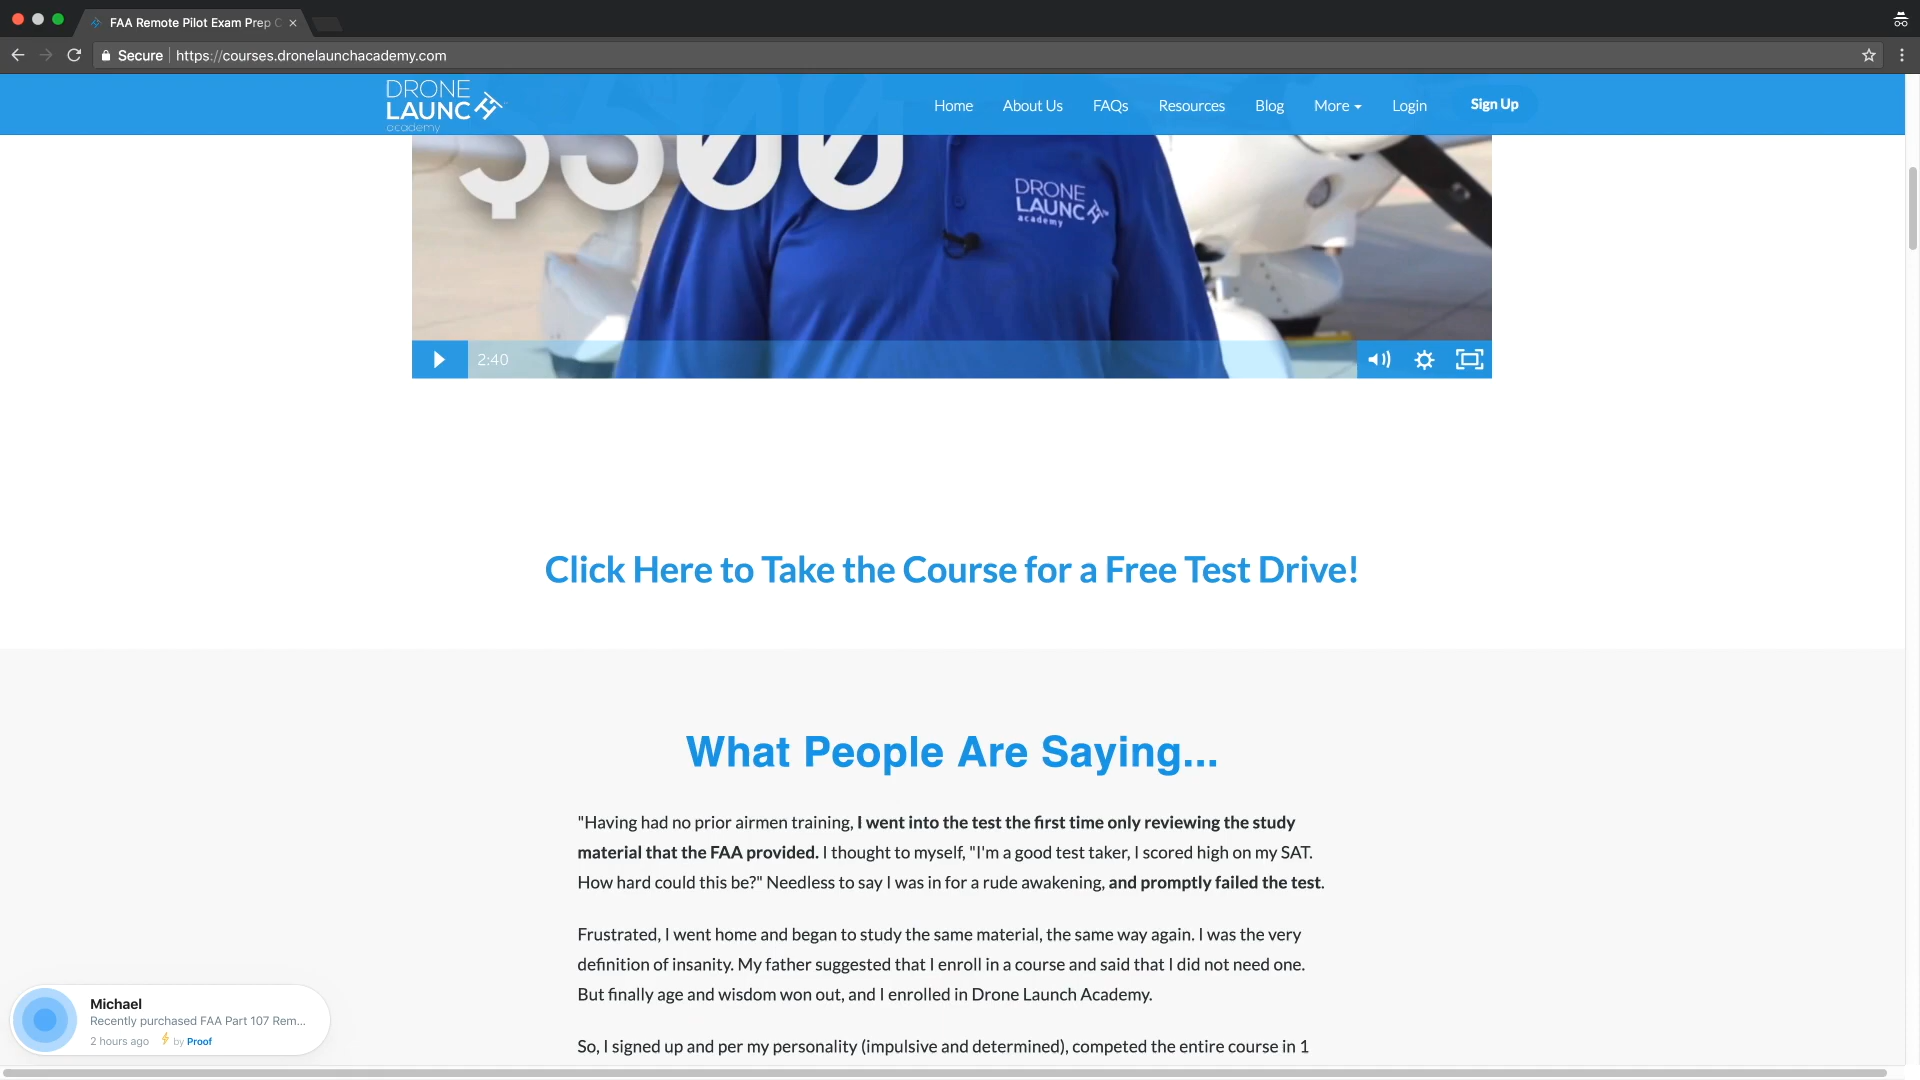 FAA Remote Pilot Exam Prep C
Secure https://courses.dronelaunchacademy.com
DRONE
LAUNCH
academy
Home About Us FAQs Resources Blog More Login Sign Up
$300
DRONE
LAUNCH
academy
2:40
Click Here to Take the Course for a Free Test Drive!
What People Are Saying...
"Having had no prior airmen training, I went into the test the first time only reviewing the study
material that the FAA provided. I thought to myself, "I'm a good test taker, I scored high on my SAT.
How hard could this be?" Needless to say I was in for a rude awakening, and promptly failed the test.
Frustrated, I went home and began to study the same material, the same way again. I was the very
definition of insanity. My father suggested that I enroll in a course and said that I did not need one.
But finally age and wisdom won out, and I enrolled in Drone Launch Academy.
So, I signed up and per my personality (impulsive and determined), competed the entire course in 1
Michael
Recently purchased FAA Part 107 Rem...
2 hours ago by Proof